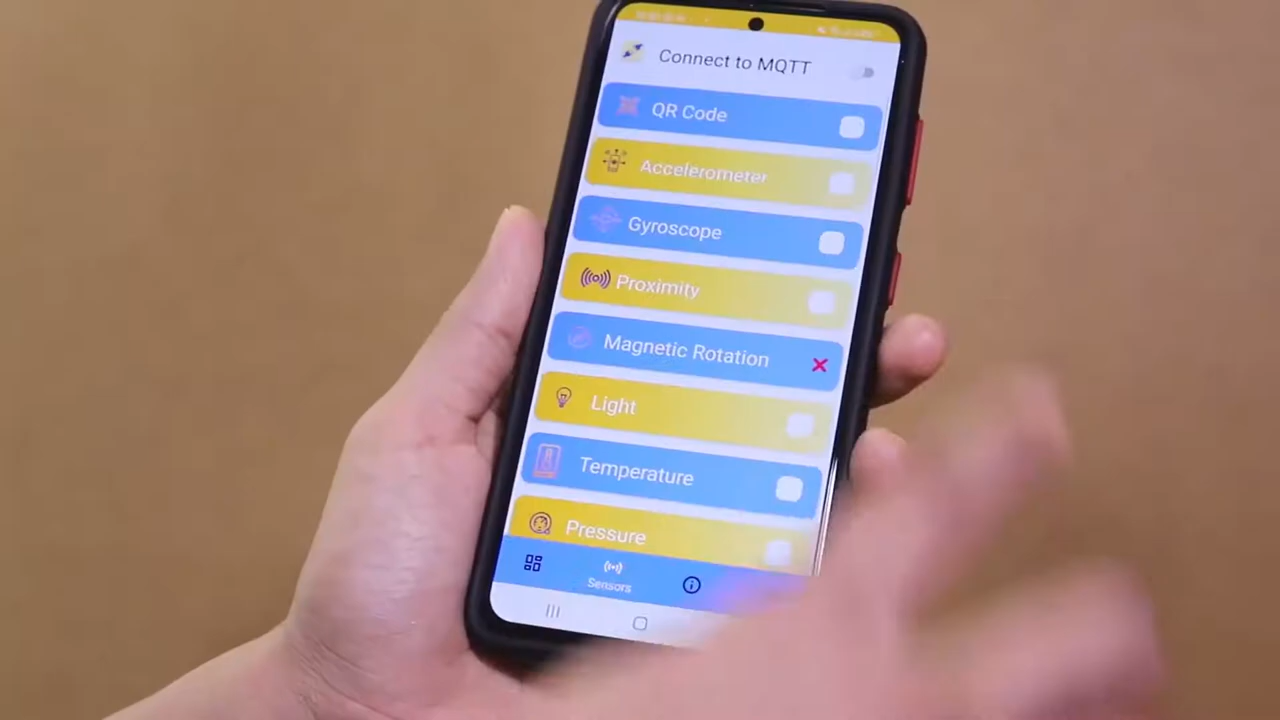 Connect to MQTT
QR Code
Accelerometer
Gyroscope
Proximity
Magnetic Rotation
Light
Temperature
Pressure
Sensors